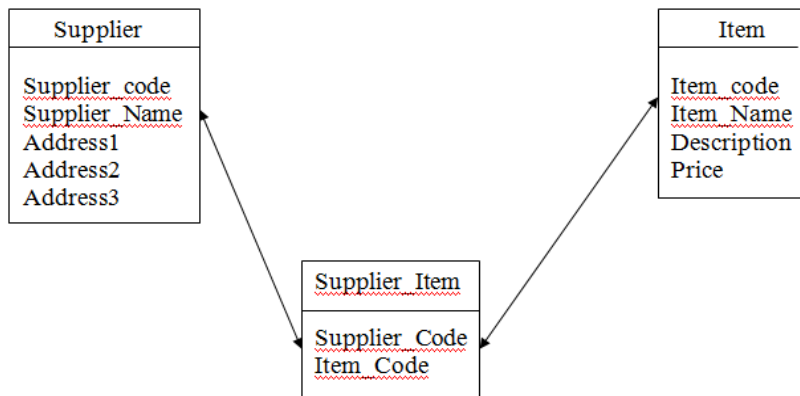 Supplier
Supplier_code
Supplier_Name
Address1
Address2
Address3
Item
Item_code
Item_Name
Description
Price
Supplier_Item
Supplier_Code
Item_Code